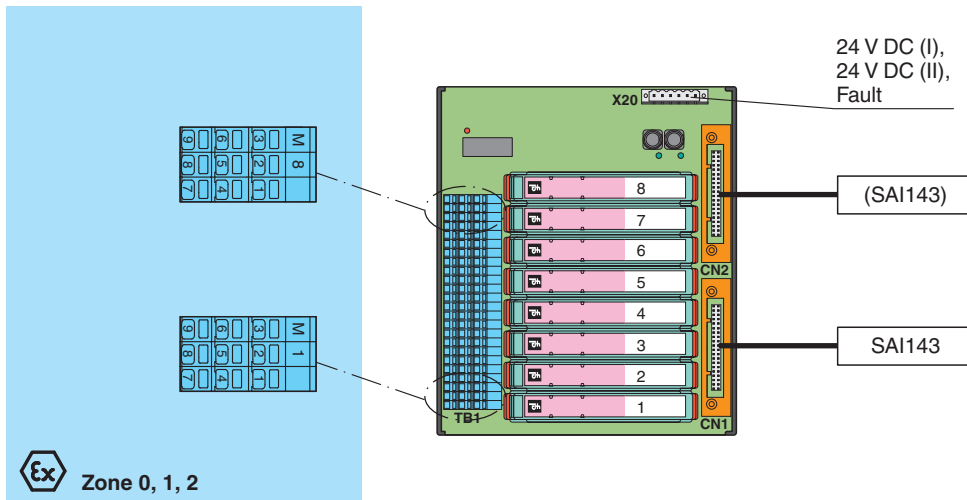 24 V DC (I),
24 V DC (II),
Fault
X20
9 6 3 M
8 5 2 8
7 4 1
8
7
6
5
4
3
2
1
(SAI143)
CN2
9 6 3 M
8 5 2 1
7 4 1
SAI143
TB1
CN1
Ex
Zone 0, 1, 2